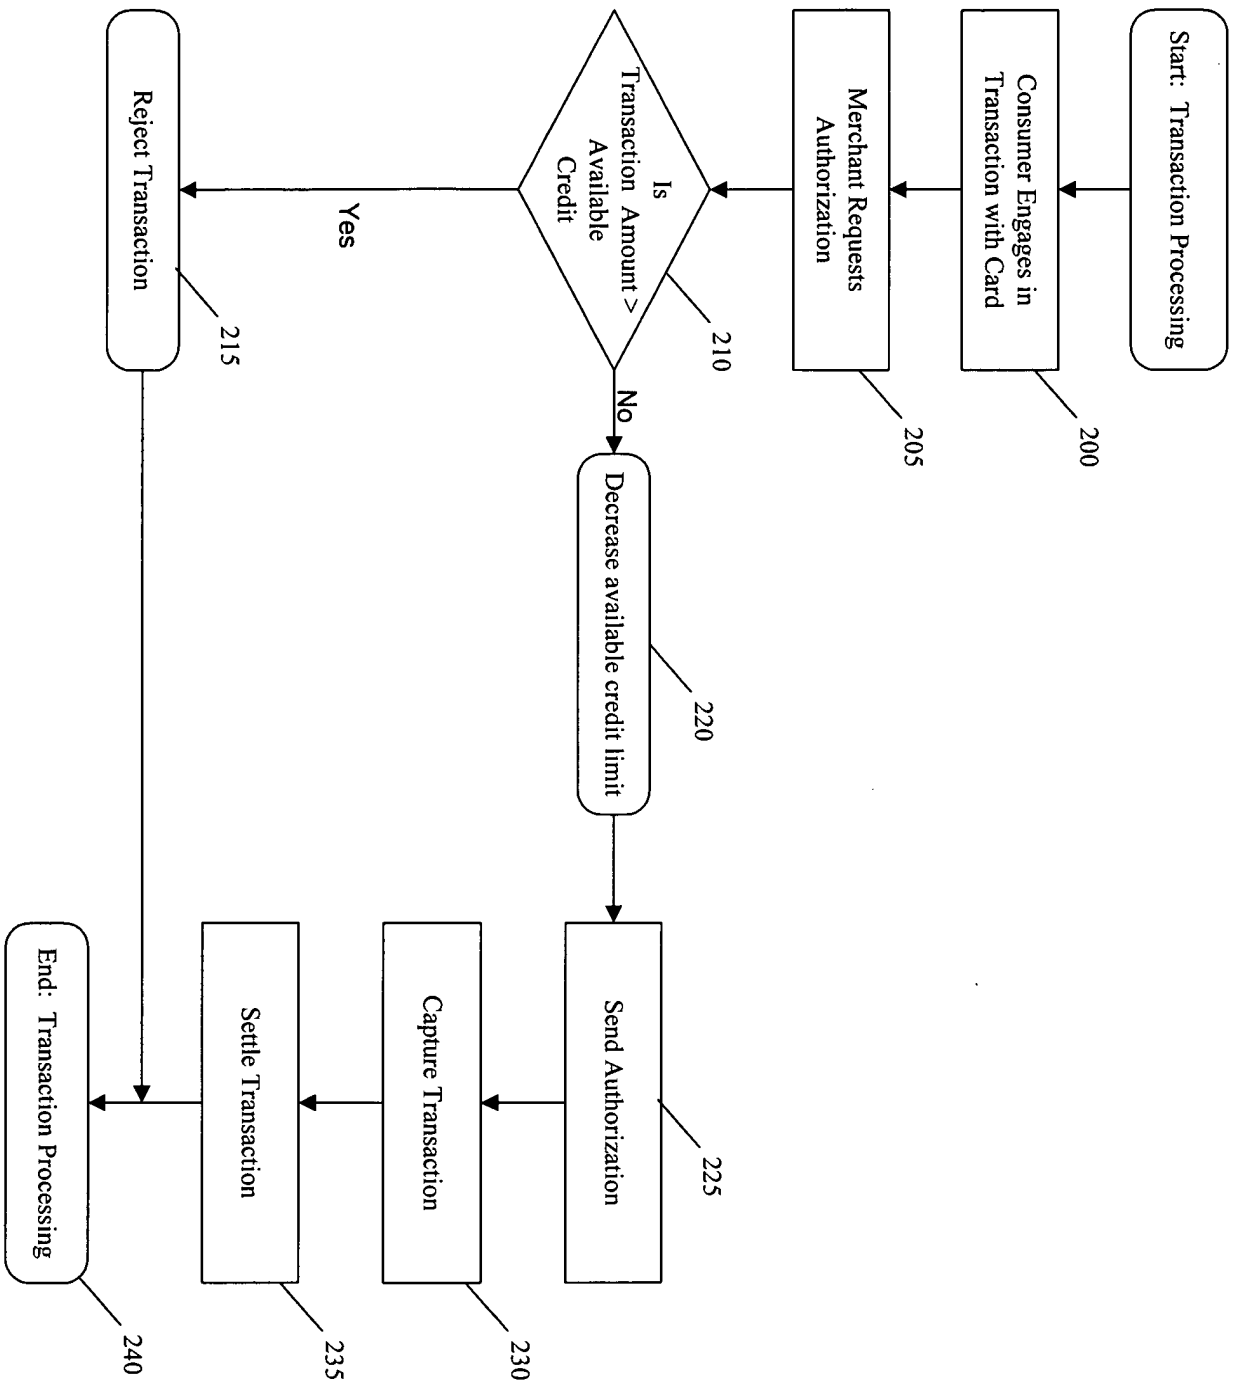 Start: Transaction Processing
Consumer Engages in
Transaction with Card
200
Merchant Requests
Authorization
205
Is
Transaction Amount >
Available
Credit
210
Yes
No
Reject Transaction
215
Decrease available credit limit
220
Send Authorization
225
Capture Transaction
230
Settle Transaction
235
End: Transaction Processing
240